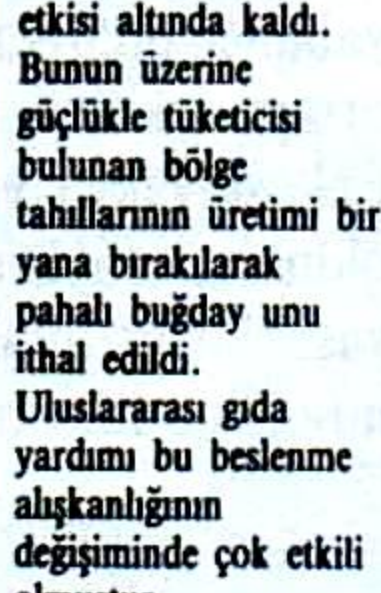 etkisi altında kaldı.
Bunun üzerine
güçlükle tüketicisi
bulunan bölge
tahıllarının üretimi bir
yana bırakılarak
pahalı buğday unu
ithal edildi.
Uluslararası gıda
yardımı bu beslenme
alışkanlığının
değişiminde çok etkili